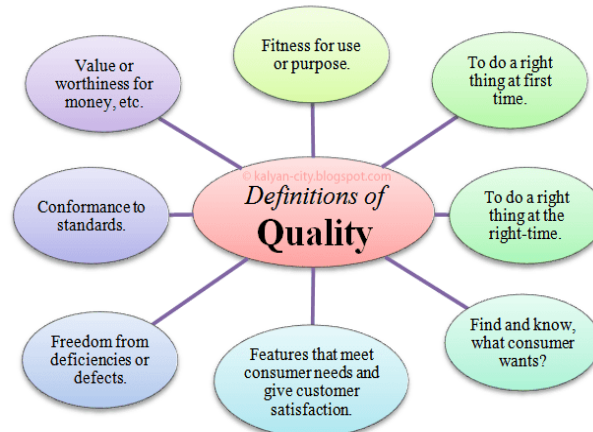 Fitness for use
or purpose.
To do a right
thing at first
time.
To do a right
thing at the
right-time.
Find and know,
what consumer
wants?
Features that meet
consumer needs and
give customer
satisfaction.
Freedom from
deficiencies or
defects.
Conformance to
standards.
Value or
worthiness for
money, etc.
© kalyan-city.blogspot.com
Definitions of
Quality